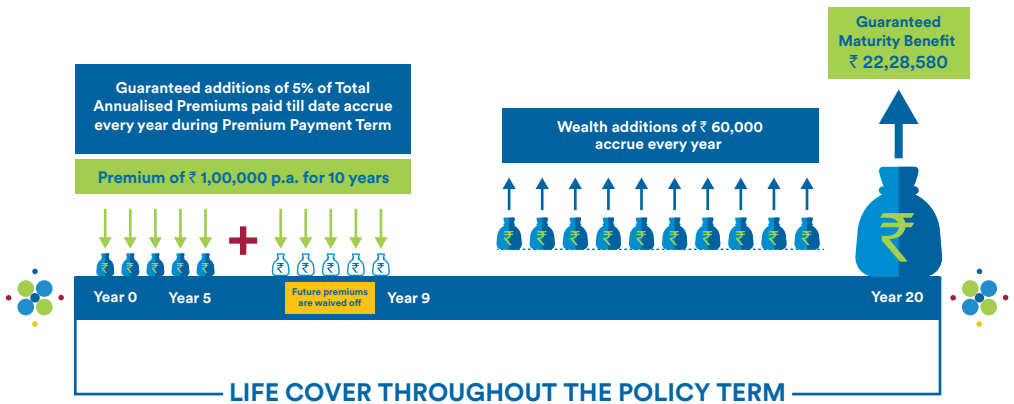 Guaranteed
Maturity Benefit
₹ 22,28,580
Guaranteed additions of 5% of Total
Annualised Premiums paid till date accrue
every year during Premium Payment Term
Premium of ₹ 1,00,000 p.a. for 10 years
Wealth additions of ₹ 60,000
accrue every year
₹ ₹ ₹ ₹ ₹
+
₹ ₹ ₹ ₹ ₹
₹ ₹ ₹ ₹ ₹ ₹ ₹ ₹ ₹ ₹
₹
Year 0
Year 5
Future premiums
are waived off
Year 9
Year 20
LIFE COVER THROUGHOUT THE POLICY TERM